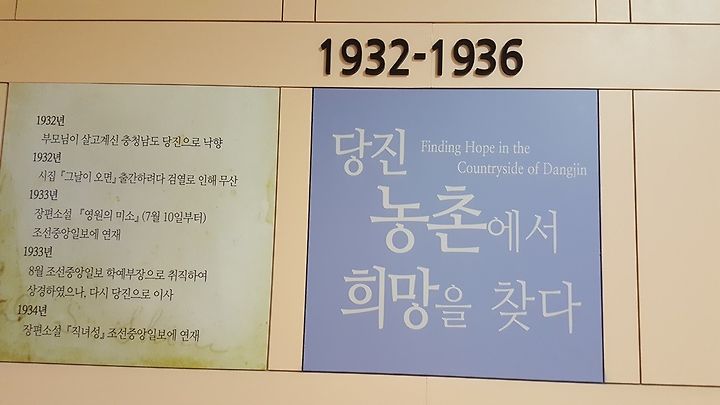 1932-1936
1932년
부모님이 살고계신 충청남도 당진으로 낙향
1932년
시집 『그날이 오면』 출간하려다 검열로 인해 무산
1933년
장편소설 『영원의 미소』 (7월 10일부터)
조선중앙일보에 연재
1933년
8월 조선중앙일보 학예부장으로 취직하여
상경하였으나, 다시 당진으로 이사
1934년
장편소설 『직녀성』 조선중앙일보에 연재
당진
Finding Hope in the
Countryside of Dangjin
농촌에서
희망을 찾다